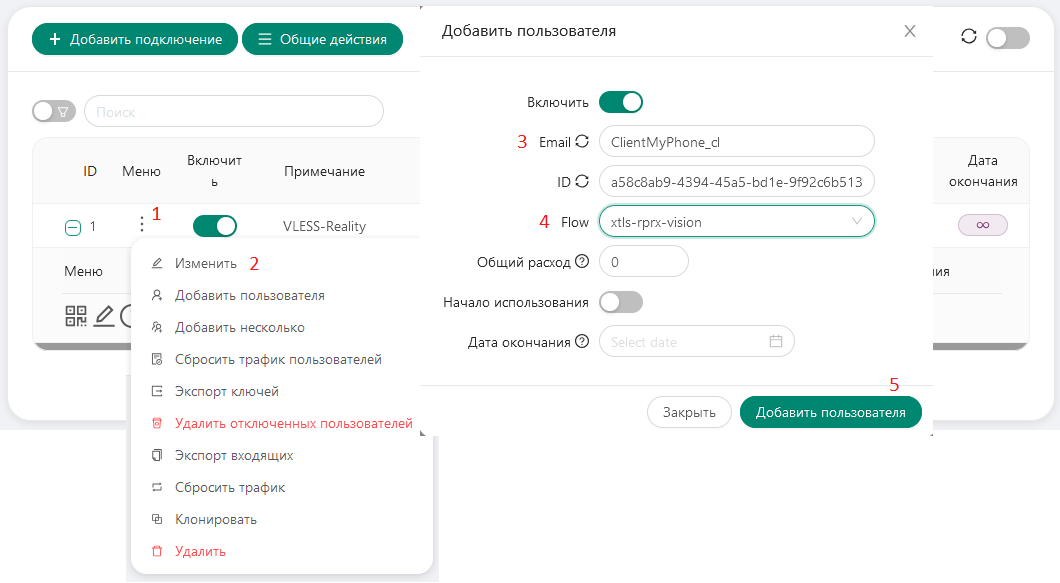 Добавить подключение
Общие действия
Поиск
ID Меню Включит
ь Примечание
Дата
окончания
1 1 VLESS-Reality ∞
Меню
ия
Изменить 2
Добавить пользователя
Добавить несколько
Сбросить трафик пользователей
Экспорт ключей
Удалить отключенных пользователей
Экспорт входящих
Сбросить трафик
Клонировать
Удалить
Добавить пользователя
Включить
3 Email ClientMyPhone_cl
ID a58c8ab9-4394-45a5-bd1e-9f92c6b513
4 Flow xtls-rprx-vision
Общий расход 0
Начало использования
Дата окончания Select date
5
Закрыть Добавить пользователя